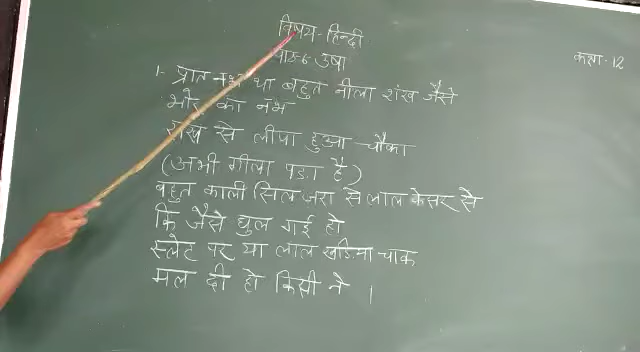 विषय - हिन्दी
पाठ-6 उषा
कक्षा-12
1- प्रात नभ था बहुत नीला शंख जैसे
भोर का नभ
राख से लीपा हुआ चौका
(अभी गीला पड़ा है)
बहुत काली सिल जरा से लाल केसर से
कि जैसे घुल गई हो
स्लेट पर या लाल खड़िया चाक
मल दी हो किसी ने ।